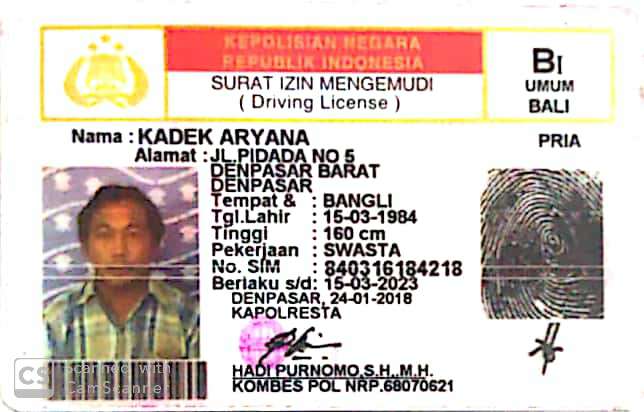 KEPOLISIAN NEGARA
REPUBLIK INDONESIA
SURAT IZIN MENGEMUDI
( Driving License )
BI
UMUM
BALI
Nama : KADEK ARYANA
PRIA
Alamat : JL.PIDADA NO 5
DENPASAR BARAT
DENPASAR
Tempat & : BANGLI
Tgl.Lahir : 15-03-1984
Tinggi : 160 cm
Pekerjaan : SWASTA
No. SIM : 840316184218
Berlaku s/d: 15-03-2023
DENPASAR, 24-01-2018
KAPOLRESTA
HADI PURNOMO,S.H.,M.H.
KOMBES POL NRP.68070621
CS Scanned with
CamScanner